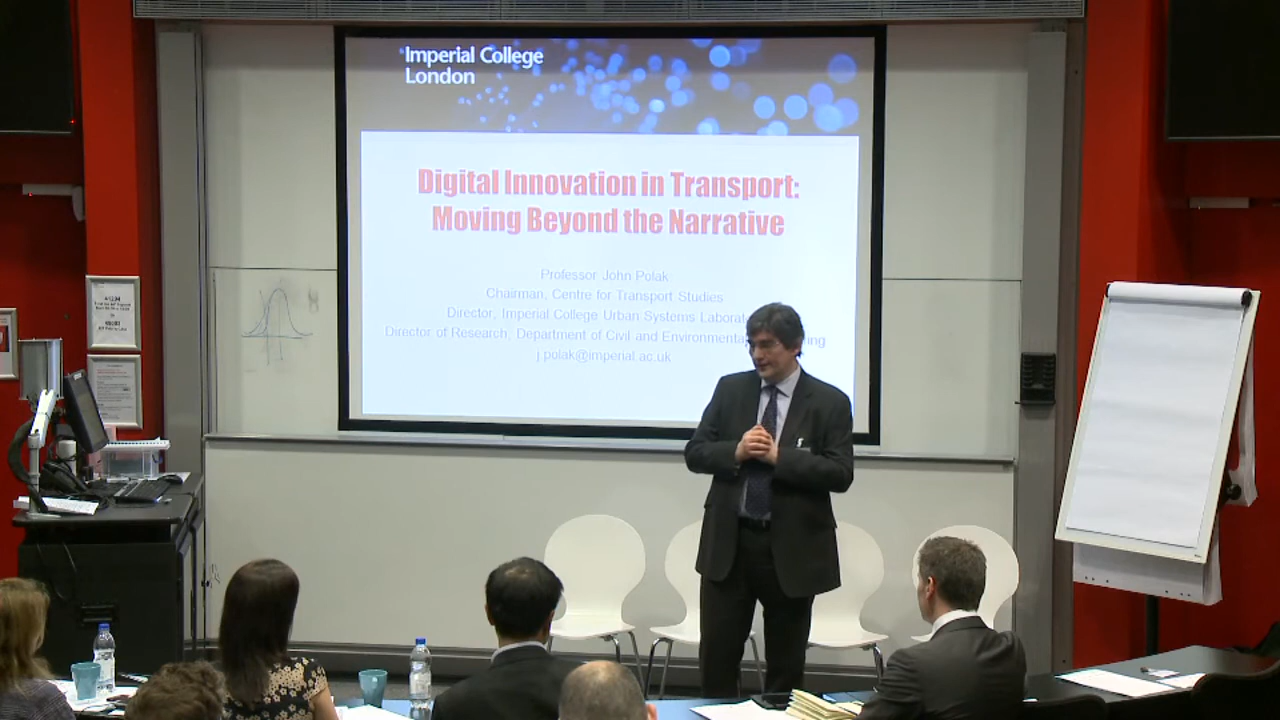 Imperial College
London
Digital Innovation in Transport:
Moving Beyond the Narrative
Professor John Polak
Chairman, Centre for Transport Studies
Director, Imperial College Urban Systems
Director of Research, Department of Civil and
j.polak@imperial.ac.uk